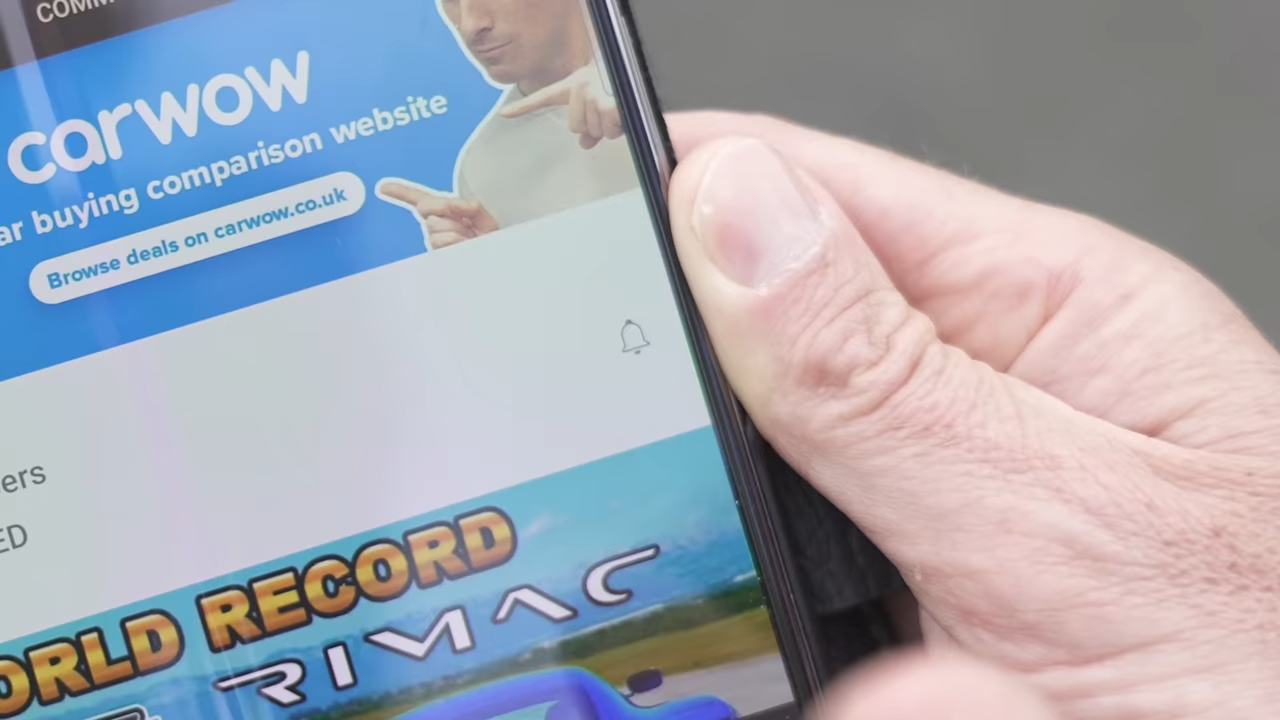 COMM
carwow
ar buying comparison website
Browse deals on carwow.co.uk
ers
ED
ORLD RECORD
RIMAC